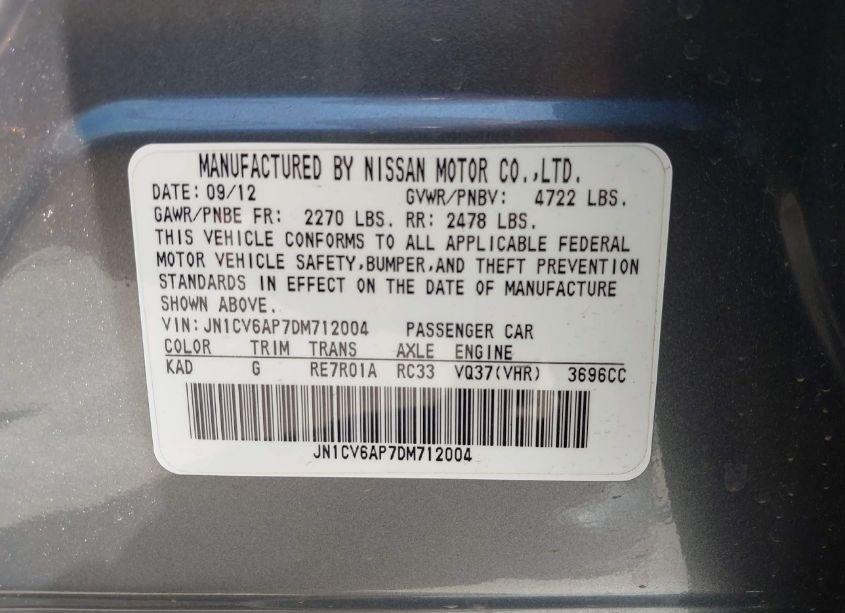 MANUFACTURED BY NISSAN MOTOR CO.,LTD.
DATE: 09/12 GVWR/PNBV: 4722 LBS.
GAWR/PNBE FR: 2270 LBS. RR: 2478 LBS.
THIS VEHICLE CONFORMS TO ALL APPLICABLE FEDERAL
MOTOR VEHICLE SAFETY,BUMPER,AND THEFT PREVENTION
STANDARDS IN EFFECT ON THE DATE OF MANUFACTURE
SHOWN ABOVE.
VIN:JN1CV6AP7DM712004 PASSENGER CAR
COLOR TRIM TRANS AXLE ENGINE
KAD G RE7R01A RC33 VQ37(VHR) 3696CC
JN1CV6AP7DM712004